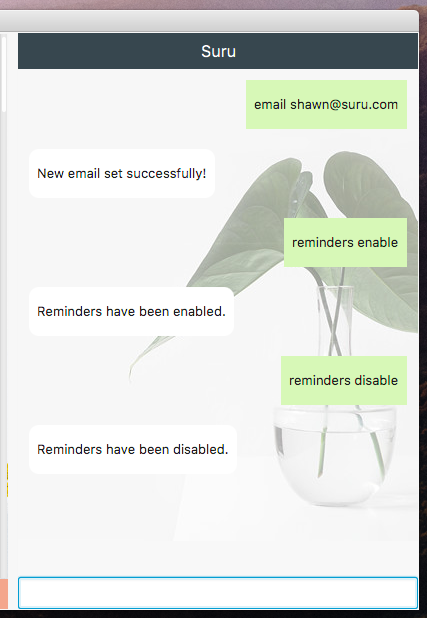 Suru
email shawn@suru.com
New email set successfully!
reminders enable
Reminders have been enabled.
reminders disable
Reminders have been disabled.